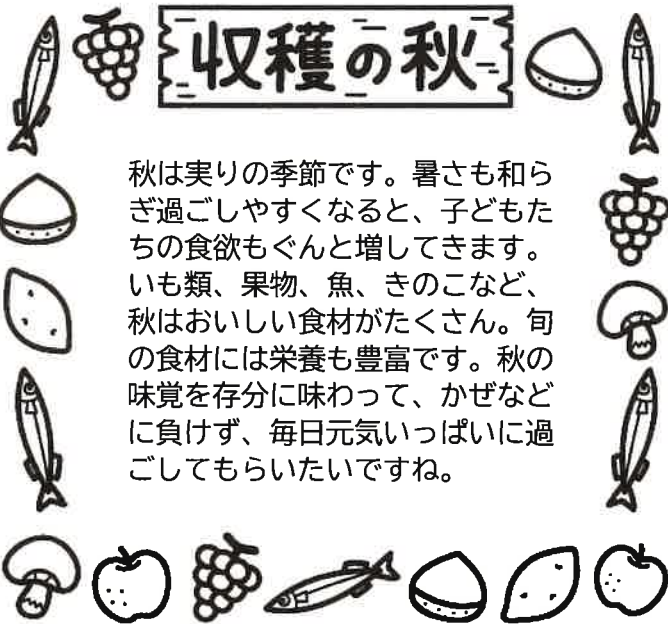 収穫の秋
秋は実りの季節です。暑さも和ら
ぎ過ごしやすくなると、子どもた
ちの食欲もぐんと増してきます。
いも類、果物、魚、きのこなど、
秋はおいしい食材がたくさん。旬
の食材には栄養も豊富です。秋の
味覚を存分に味わって、かぜなど
に負けず、毎日元気いっぱいに過
ごしてもらいたいですね。